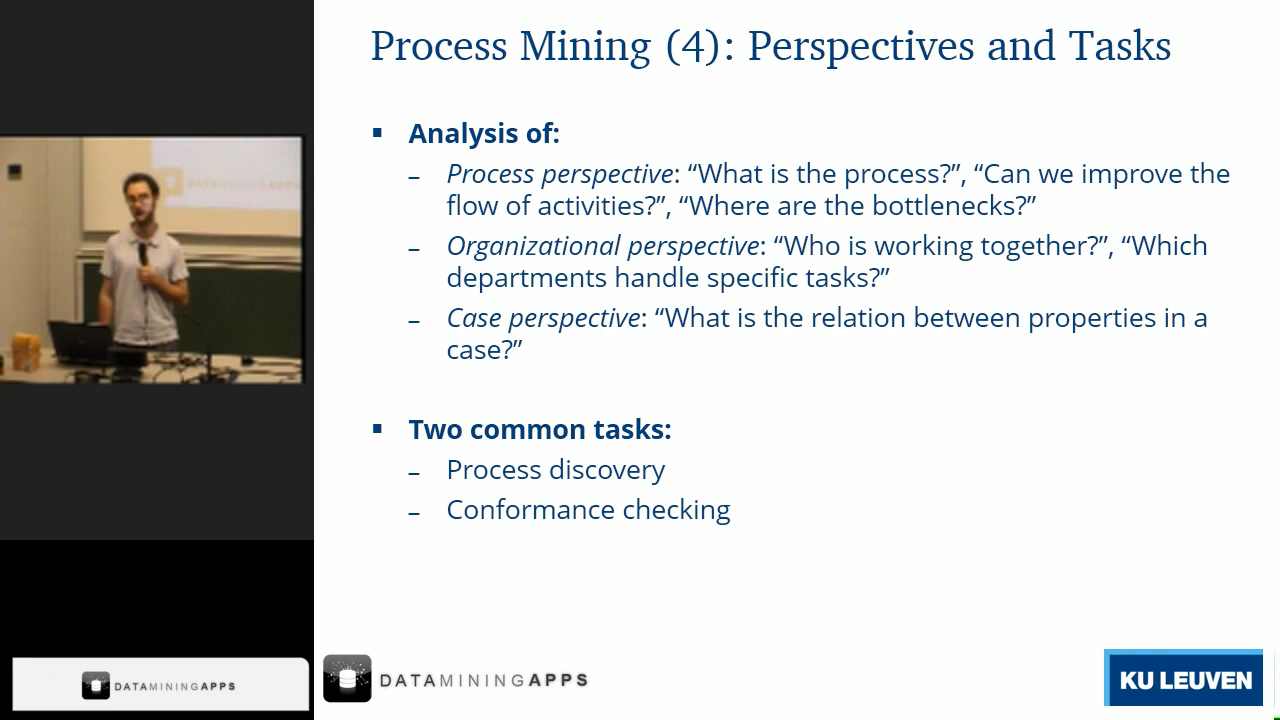 Process Mining (4): Perspectives and Tasks
▪ Analysis of:
– Process perspective: “What is the process?”, “Can we improve the
flow of activities?”, “Where are the bottlenecks?”
– Organizational perspective: “Who is working together?”, “Which
departments handle specific tasks?”
– Case perspective: “What is the relation between properties in a
case?”
▪ Two common tasks:
– Process discovery
– Conformance checking
DATAMININGAPPS
DATAMININGAPPS
KU LEUVEN
DATAMININGAPPS